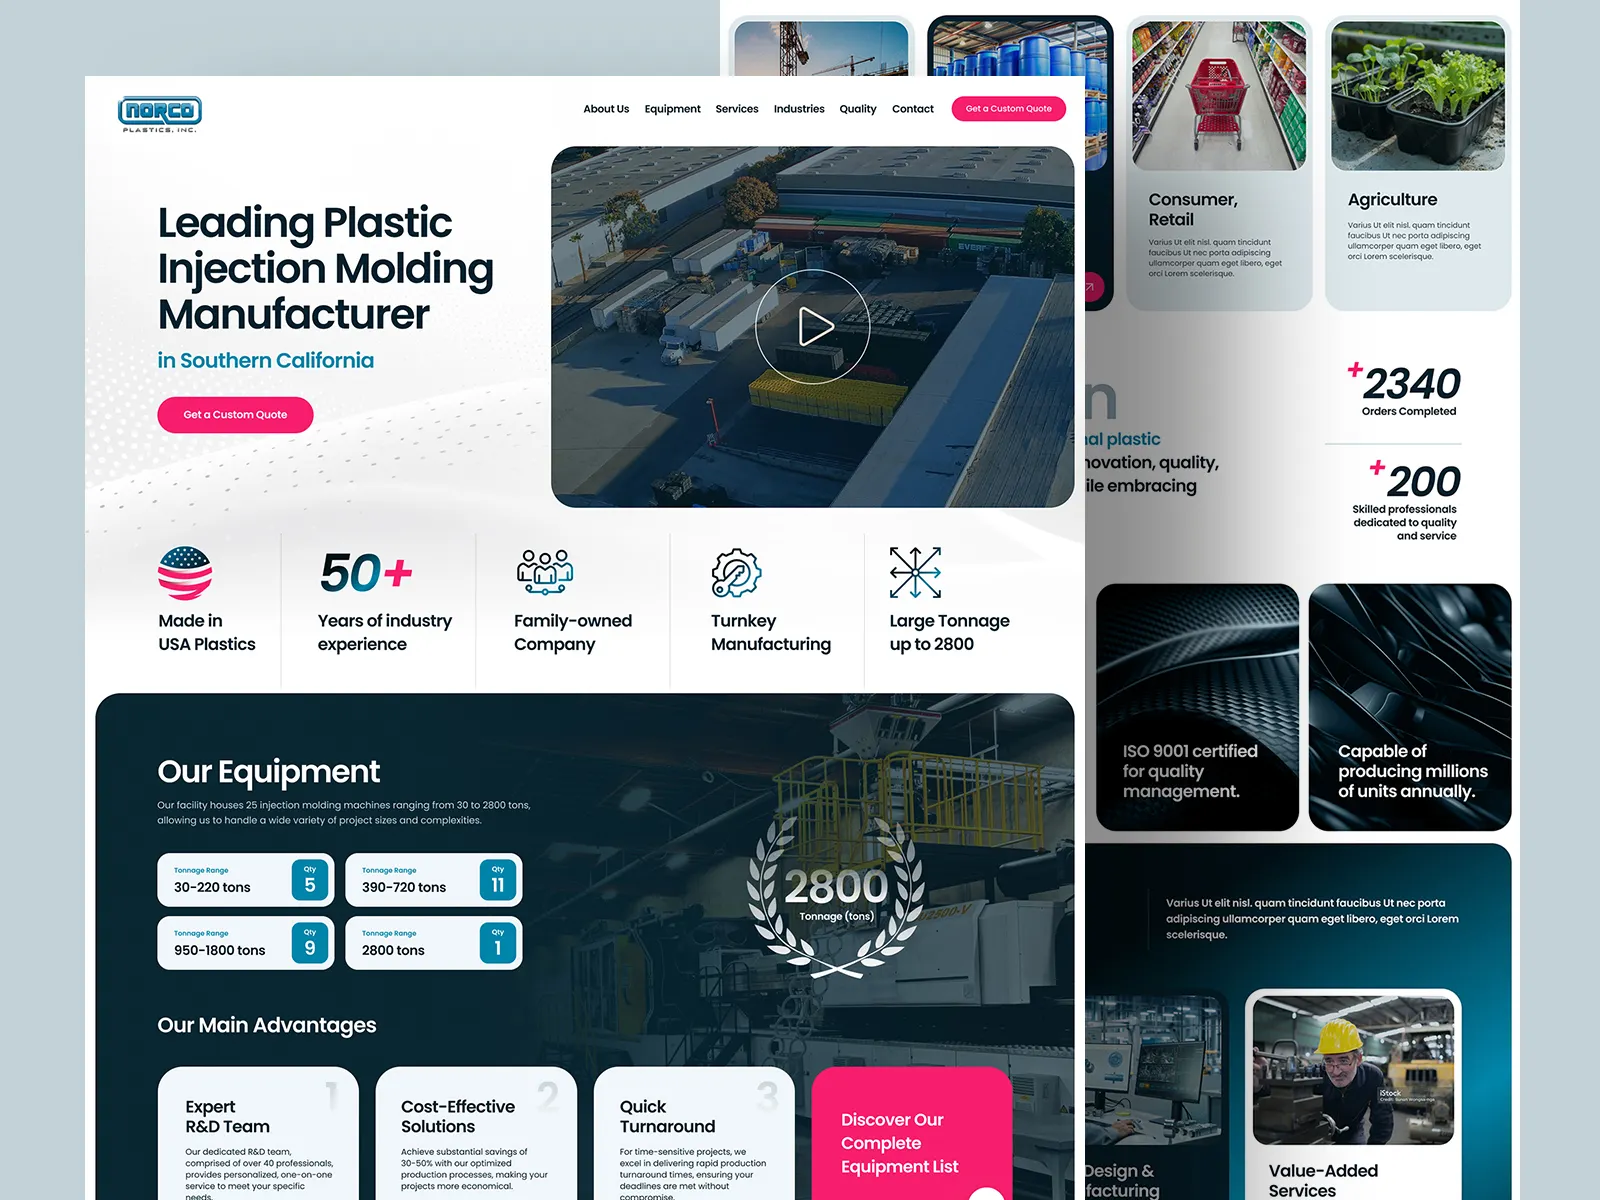 NORCO
PLASTICS, INC.
About Us
Equipment
Services
Industries
Quality
Contact
Get a Custom Quote
Leading Plastic
Injection Molding
Manufacturer
in Southern California
Get a Custom Quote
Made in
USA Plastics
50+
Years of industry
experience
Family-owned
Company
Turnkey
Manufacturing
Large Tonnage
up to 2800
Our Equipment
Our facility houses 25 injection molding machines ranging from 30 to 2800 tons,
allowing us to handle a wide variety of project sizes and complexities.
Tonnage Range
30-220 tons
Qty
5
Tonnage Range
390-720 tons
Qty
11
Tonnage Range
950-1800 tons
Qty
9
Tonnage Range
2800 tons
Qty
1
2800
Tonnage (tons)
Our Main Advantages
1
Expert
R&D Team
Our dedicated R&D team,
comprised of over 40 professionals,
provides personalized, one-on-one
service to meet your specific
needs.
2
Cost-Effective
Solutions
Achieve substantial savings of
30-50% with our optimized
production processes, making your
projects more economical.
3
Quick
Turnaround
For time-sensitive projects, we
excel in delivering rapid production
turnaround times, ensuring your
deadlines are met without
compromise.
Discover Our
Complete
Equipment List
Consumer,
Retail
Varius Ut elit nisl. quam tincidunt
faucibus Ut nec porta adipiscing
ullamcorper quam eget libero, eget
orci Lorem scelerisque.
Agriculture
Varius Ut elit nisl. quam tincidunt
faucibus Ut nec porta adipiscing
ullamcorper quam eget libero, eget
orci Lorem scelerisque.
n
nal plastic
novation, quality,
ile embracing
+2340
Orders Completed
+200
Skilled professionals
dedicated to quality
and service
ISO 9001 certified
for quality
management.
Capable of
producing millions
of units annually.
Varius Ut elit nisl. quam tincidunt faucibus Ut nec porta
adipiscing ullamcorper quam eget libero, eget orci Lorem
scelerisque.
Design &
facturing
iStock
Value-Added
Services